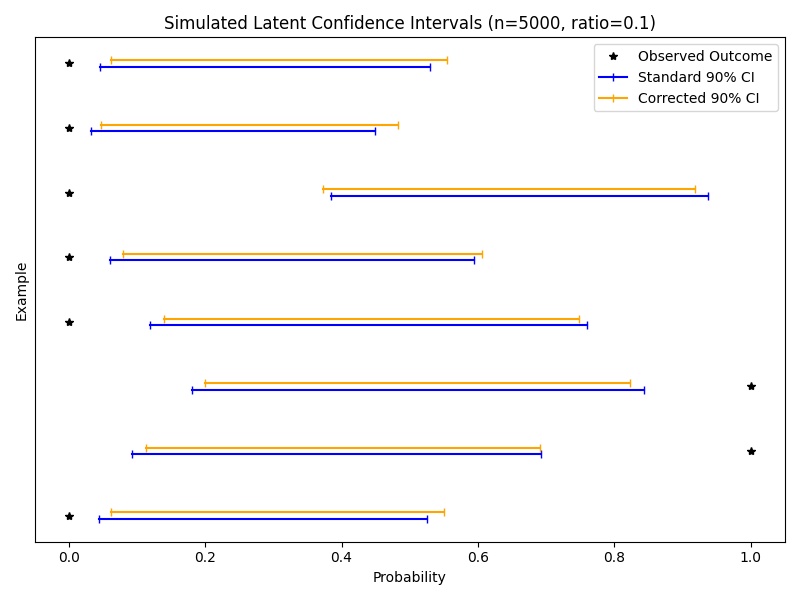 Simulated Latent Confidence Intervals (n=5000, ratio=0.1)
Observed Outcome
Standard 90% CI
Corrected 90% CI
Example
0.0 0.2 0.4 0.6 0.8 1.0
Probability